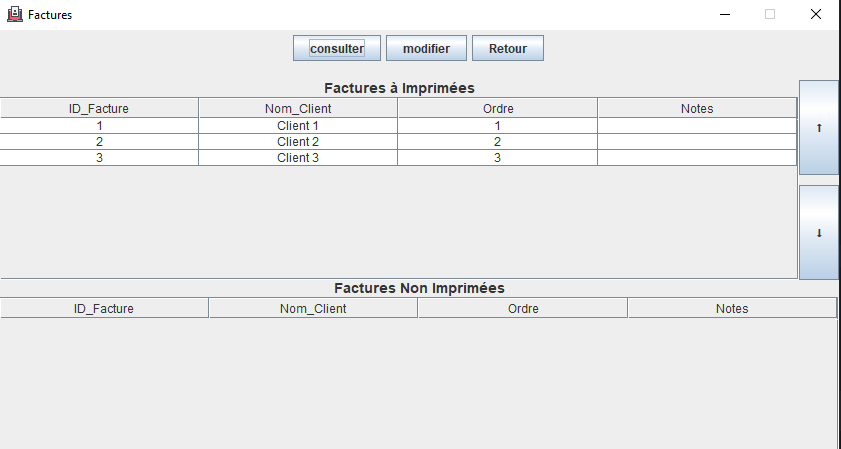 Factures
consulter modifier Retour
Factures à Imprimées
ID_Facture Nom_Client Ordre Notes
1 Client 1 1
2 Client 2 2
3 Client 3 3
↑
↓
Factures Non Imprimées
ID_Facture Nom_Client Ordre Notes